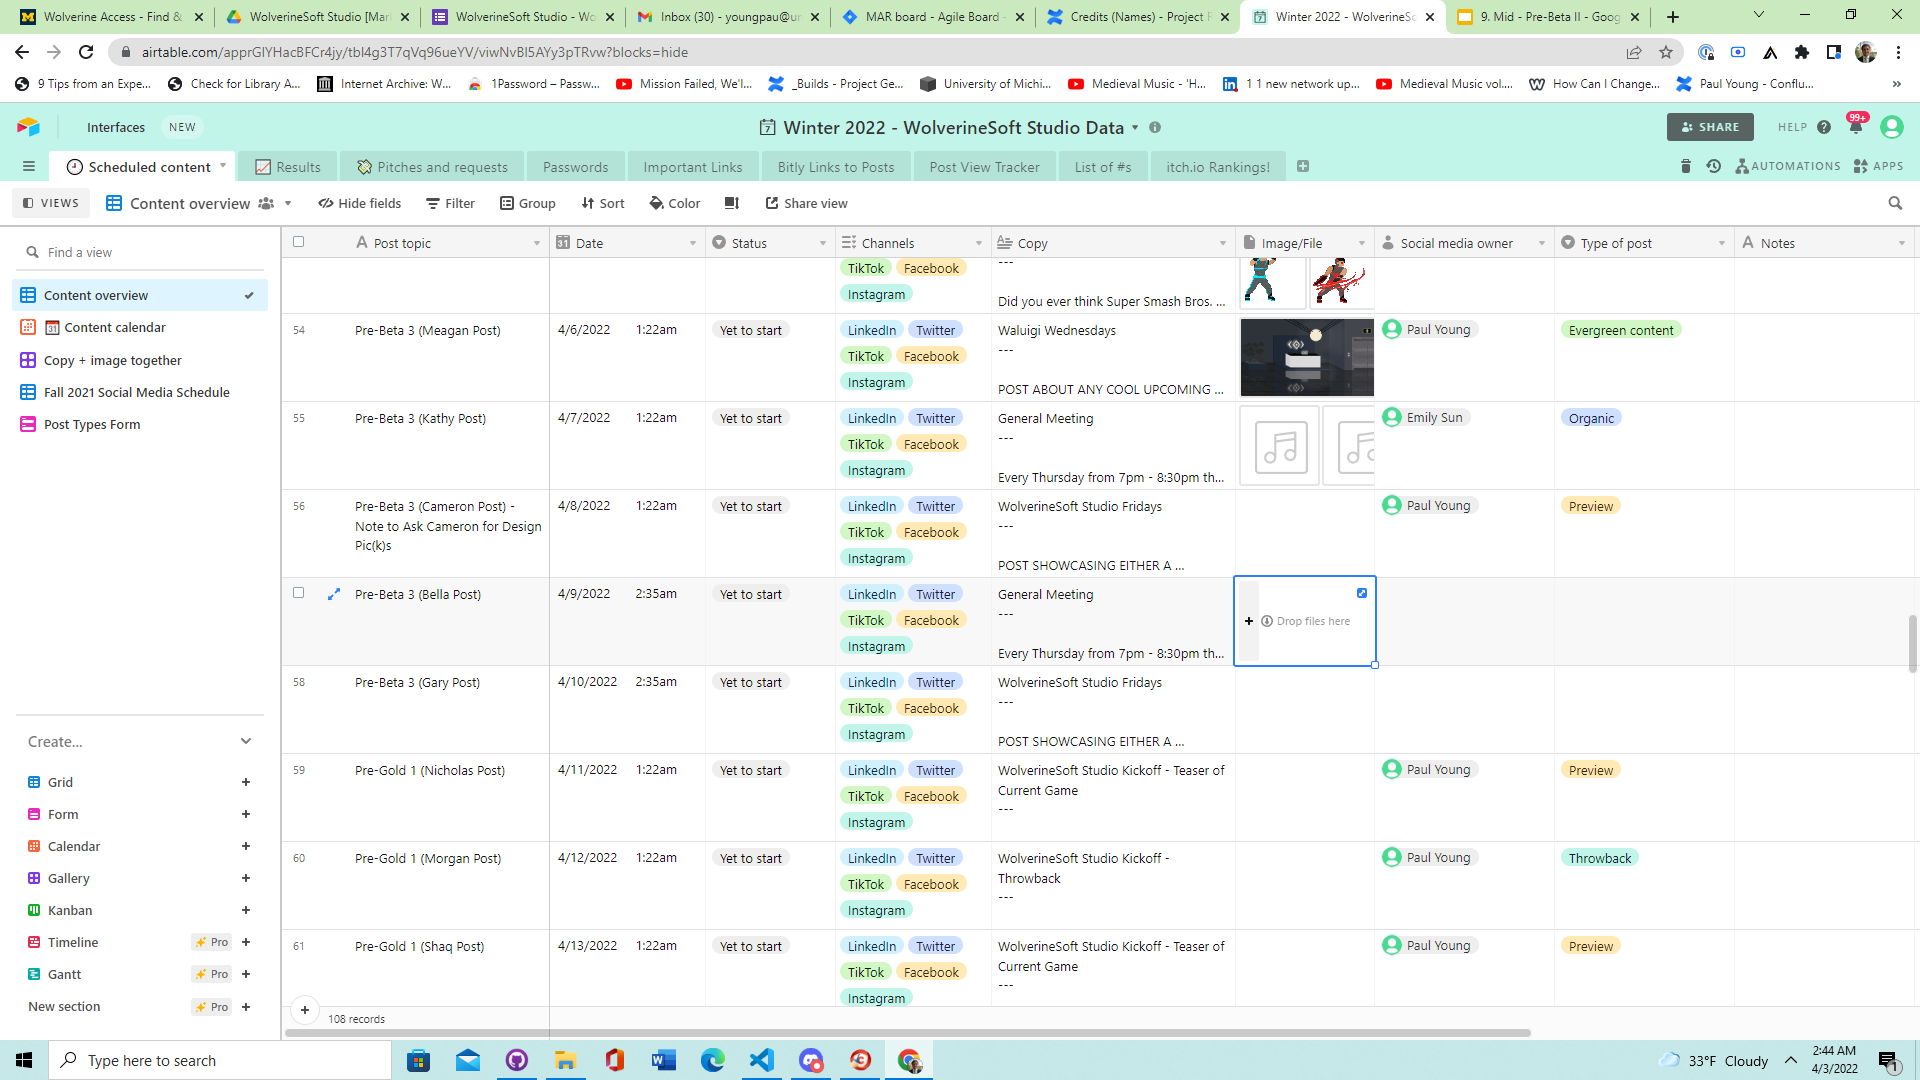 Wolverine Access - Find &
WolverineSoft Studio [Mar
WolverineSoft Studio - Wo
Inbox (30) - youngpau@um
MAR board - Agile Board -
Credits (Names) - Project
Winter 2022 - WolverineSo
9. Mid - Pre-Beta II - Goog
airtable.com/apprGlYHacBFCr4jy/tbl4g3T7qVq96ueYV/viwNvBI5AYy3pTRvw?blocks=hide
9 Tips from an Expe...
Check for Library A...
Internet Archive: W...
1Password – Passw...
Mission Failed, We'l...
_Builds - Project Ge...
University of Michi...
Medieval Music - 'H...
1 1 new network up...
Medieval Music vol....
How Can I Change...
Paul Young - Conflu...
»
Interfaces
NEW
Winter 2022 - WolverineSoft Studio Data
SHARE
HELP
99+
Scheduled content
Results
Pitches and requests
Passwords
Important Links
Bitly Links to Posts
Post View Tracker
List of #s
itch.io Rankings!
AUTOMATIONS
APPS
VIEWS
Content overview
Hide fields
Filter
Group
Sort
Color
Share view
Find a view
Content overview
Content calendar
Copy + image together
Fall 2021 Social Media Schedule
Post Types Form
Create...
Grid
Form
Calendar
Gallery
Kanban
Timeline
Pro
Gantt
Pro
New section
Pro
Post topic
Date
Status
Channels
Copy
Image/File
Social media owner
Type of post
Notes
TikTok Facebook
Instagram
---
Did you ever think Super Smash Bros. ...
54
Pre-Beta 3 (Meagan Post)
4/6/2022 1:22am
Yet to start
LinkedIn Twitter
TikTok Facebook
Instagram
Waluigi Wednesdays
---
POST ABOUT ANY COOL UPCOMING ...
Paul Young
Evergreen content
55
Pre-Beta 3 (Kathy Post)
4/7/2022 1:22am
Yet to start
LinkedIn Twitter
TikTok Facebook
Instagram
General Meeting
---
Every Thursday from 7pm - 8:30pm th...
Emily Sun
Organic
56
Pre-Beta 3 (Cameron Post) -
Note to Ask Cameron for Design
Pic(k)s
4/8/2022 1:22am
Yet to start
LinkedIn Twitter
TikTok Facebook
Instagram
WolverineSoft Studio Fridays
---
POST SHOWCASING EITHER A ...
Paul Young
Preview
Pre-Beta 3 (Bella Post)
4/9/2022 2:35am
Yet to start
LinkedIn Twitter
TikTok Facebook
Instagram
General Meeting
---
Every Thursday from 7pm - 8:30pm th...
Drop files here
58
Pre-Beta 3 (Gary Post)
4/10/2022 2:35am
Yet to start
LinkedIn Twitter
TikTok Facebook
Instagram
WolverineSoft Studio Fridays
---
POST SHOWCASING EITHER A ...
59
Pre-Gold 1 (Nicholas Post)
4/11/2022 1:22am
Yet to start
LinkedIn Twitter
TikTok Facebook
Instagram
WolverineSoft Studio Kickoff - Teaser of
Current Game
---
Paul Young
Preview
60
Pre-Gold 1 (Morgan Post)
4/12/2022 1:22am
Yet to start
LinkedIn Twitter
TikTok Facebook
Instagram
WolverineSoft Studio Kickoff -
Throwback
---
Paul Young
Throwback
61
Pre-Gold 1 (Shaq Post)
4/13/2022 1:22am
Yet to start
LinkedIn Twitter
TikTok Facebook
Instagram
WolverineSoft Studio Kickoff - Teaser of
Current Game
---
Paul Young
Preview
108 records
Type here to search
33°F Cloudy
2:44 AM
4/3/2022
1